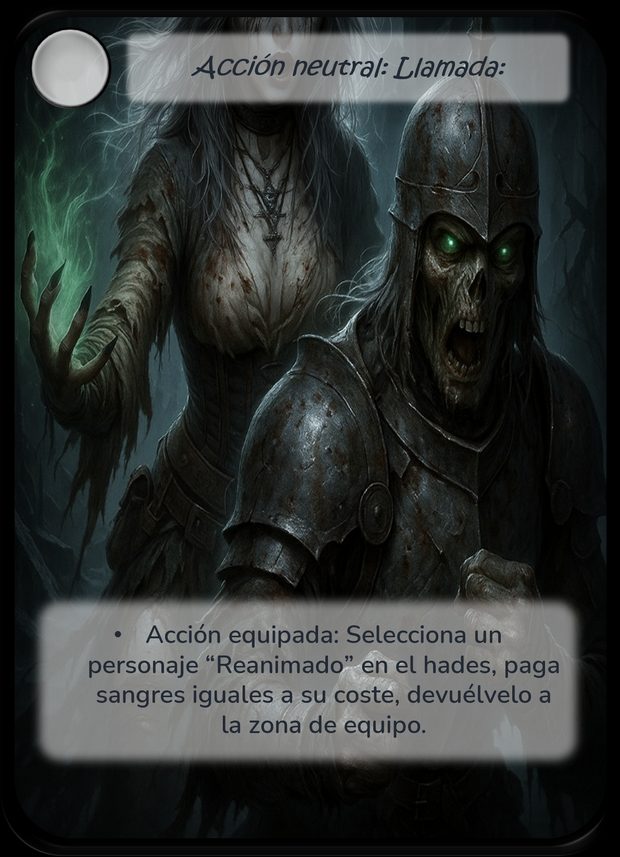 Acción neutral: Llamada:
• Acción equipada: Selecciona un
personaje “Reanimado” en el hades, paga
sangres iguales a su coste, devuélvelo a
la zona de equipo.